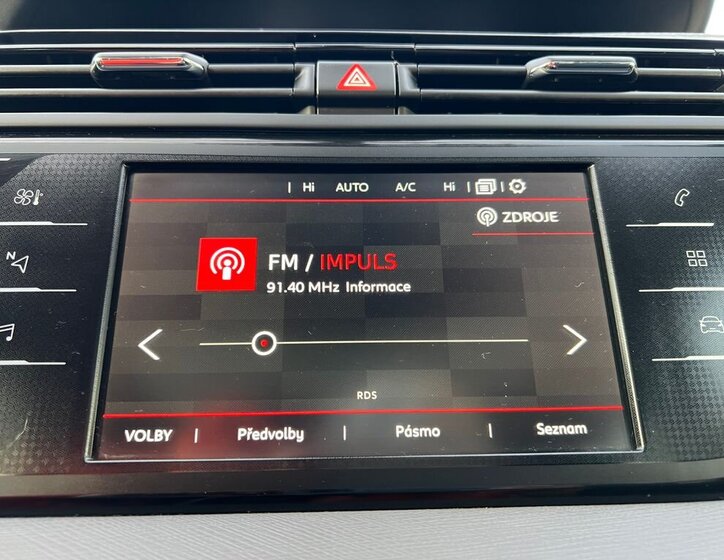 Hi AUTO A/C Hi
ZDROJE
N
FM / IMPULS
91.40 MHz Informace
RDS
VOLBY | Předvolby | Pásmo | Seznam